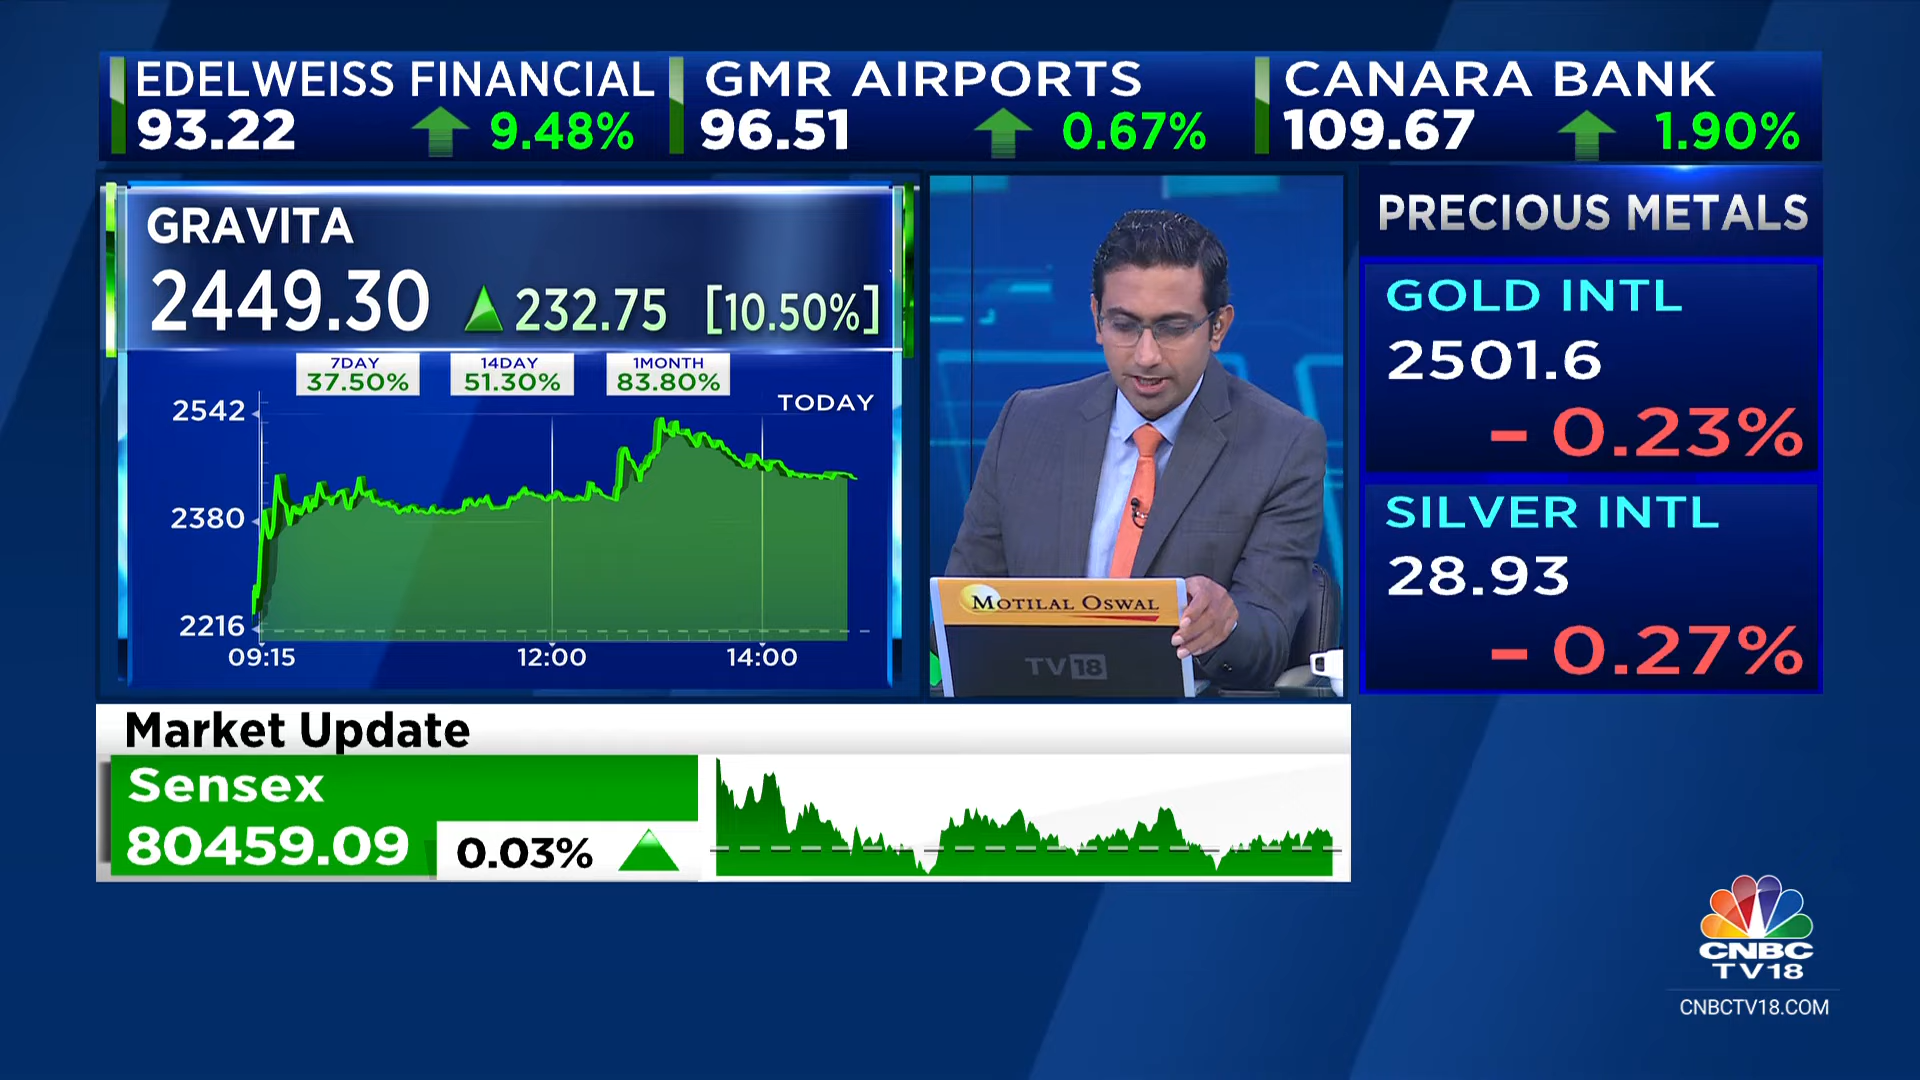 EDELWEISS FINANCIAL
93.22 9.48%
GMR AIRPORTS
96.51 0.67%
CANARA BANK
109.67 1.90%
GRAVITA
2449.30 232.75 [10.50%]
7DAY
37.50%
14DAY
51.30%
1MONTH
83.80%
TODAY
2542
2380
2216
09:15 12:00 14:00
MOTILAL OSWAL
TV18
PRECIOUS METALS
GOLD INTL
2501.6
- 0.23%
SILVER INTL
28.93
- 0.27%
Market Update
Sensex
80459.09 0.03%
CNBC
TV18
CNBCTV18.COM